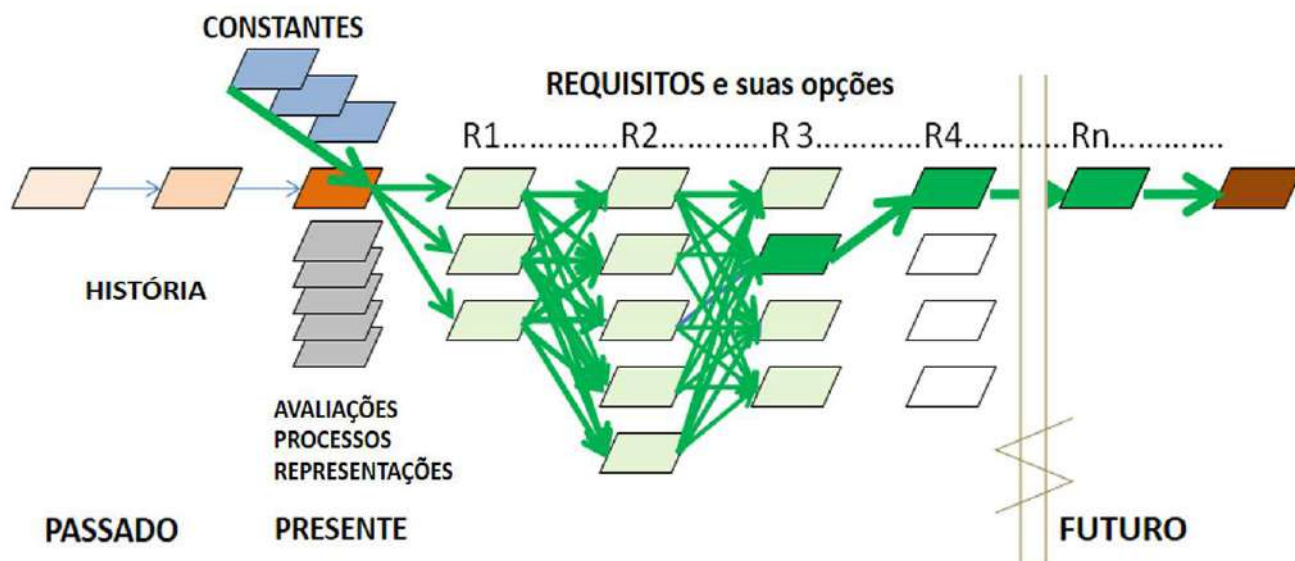 CONSTANTES
REQUISITOS e suas opções
R1..............R2..............R 3............R4..............Rn.................
HISTÓRIA
AVALIAÇÕES
PROCESSOS
REPRESENTAÇÕES
PASSADO
PRESENTE
FUTURO